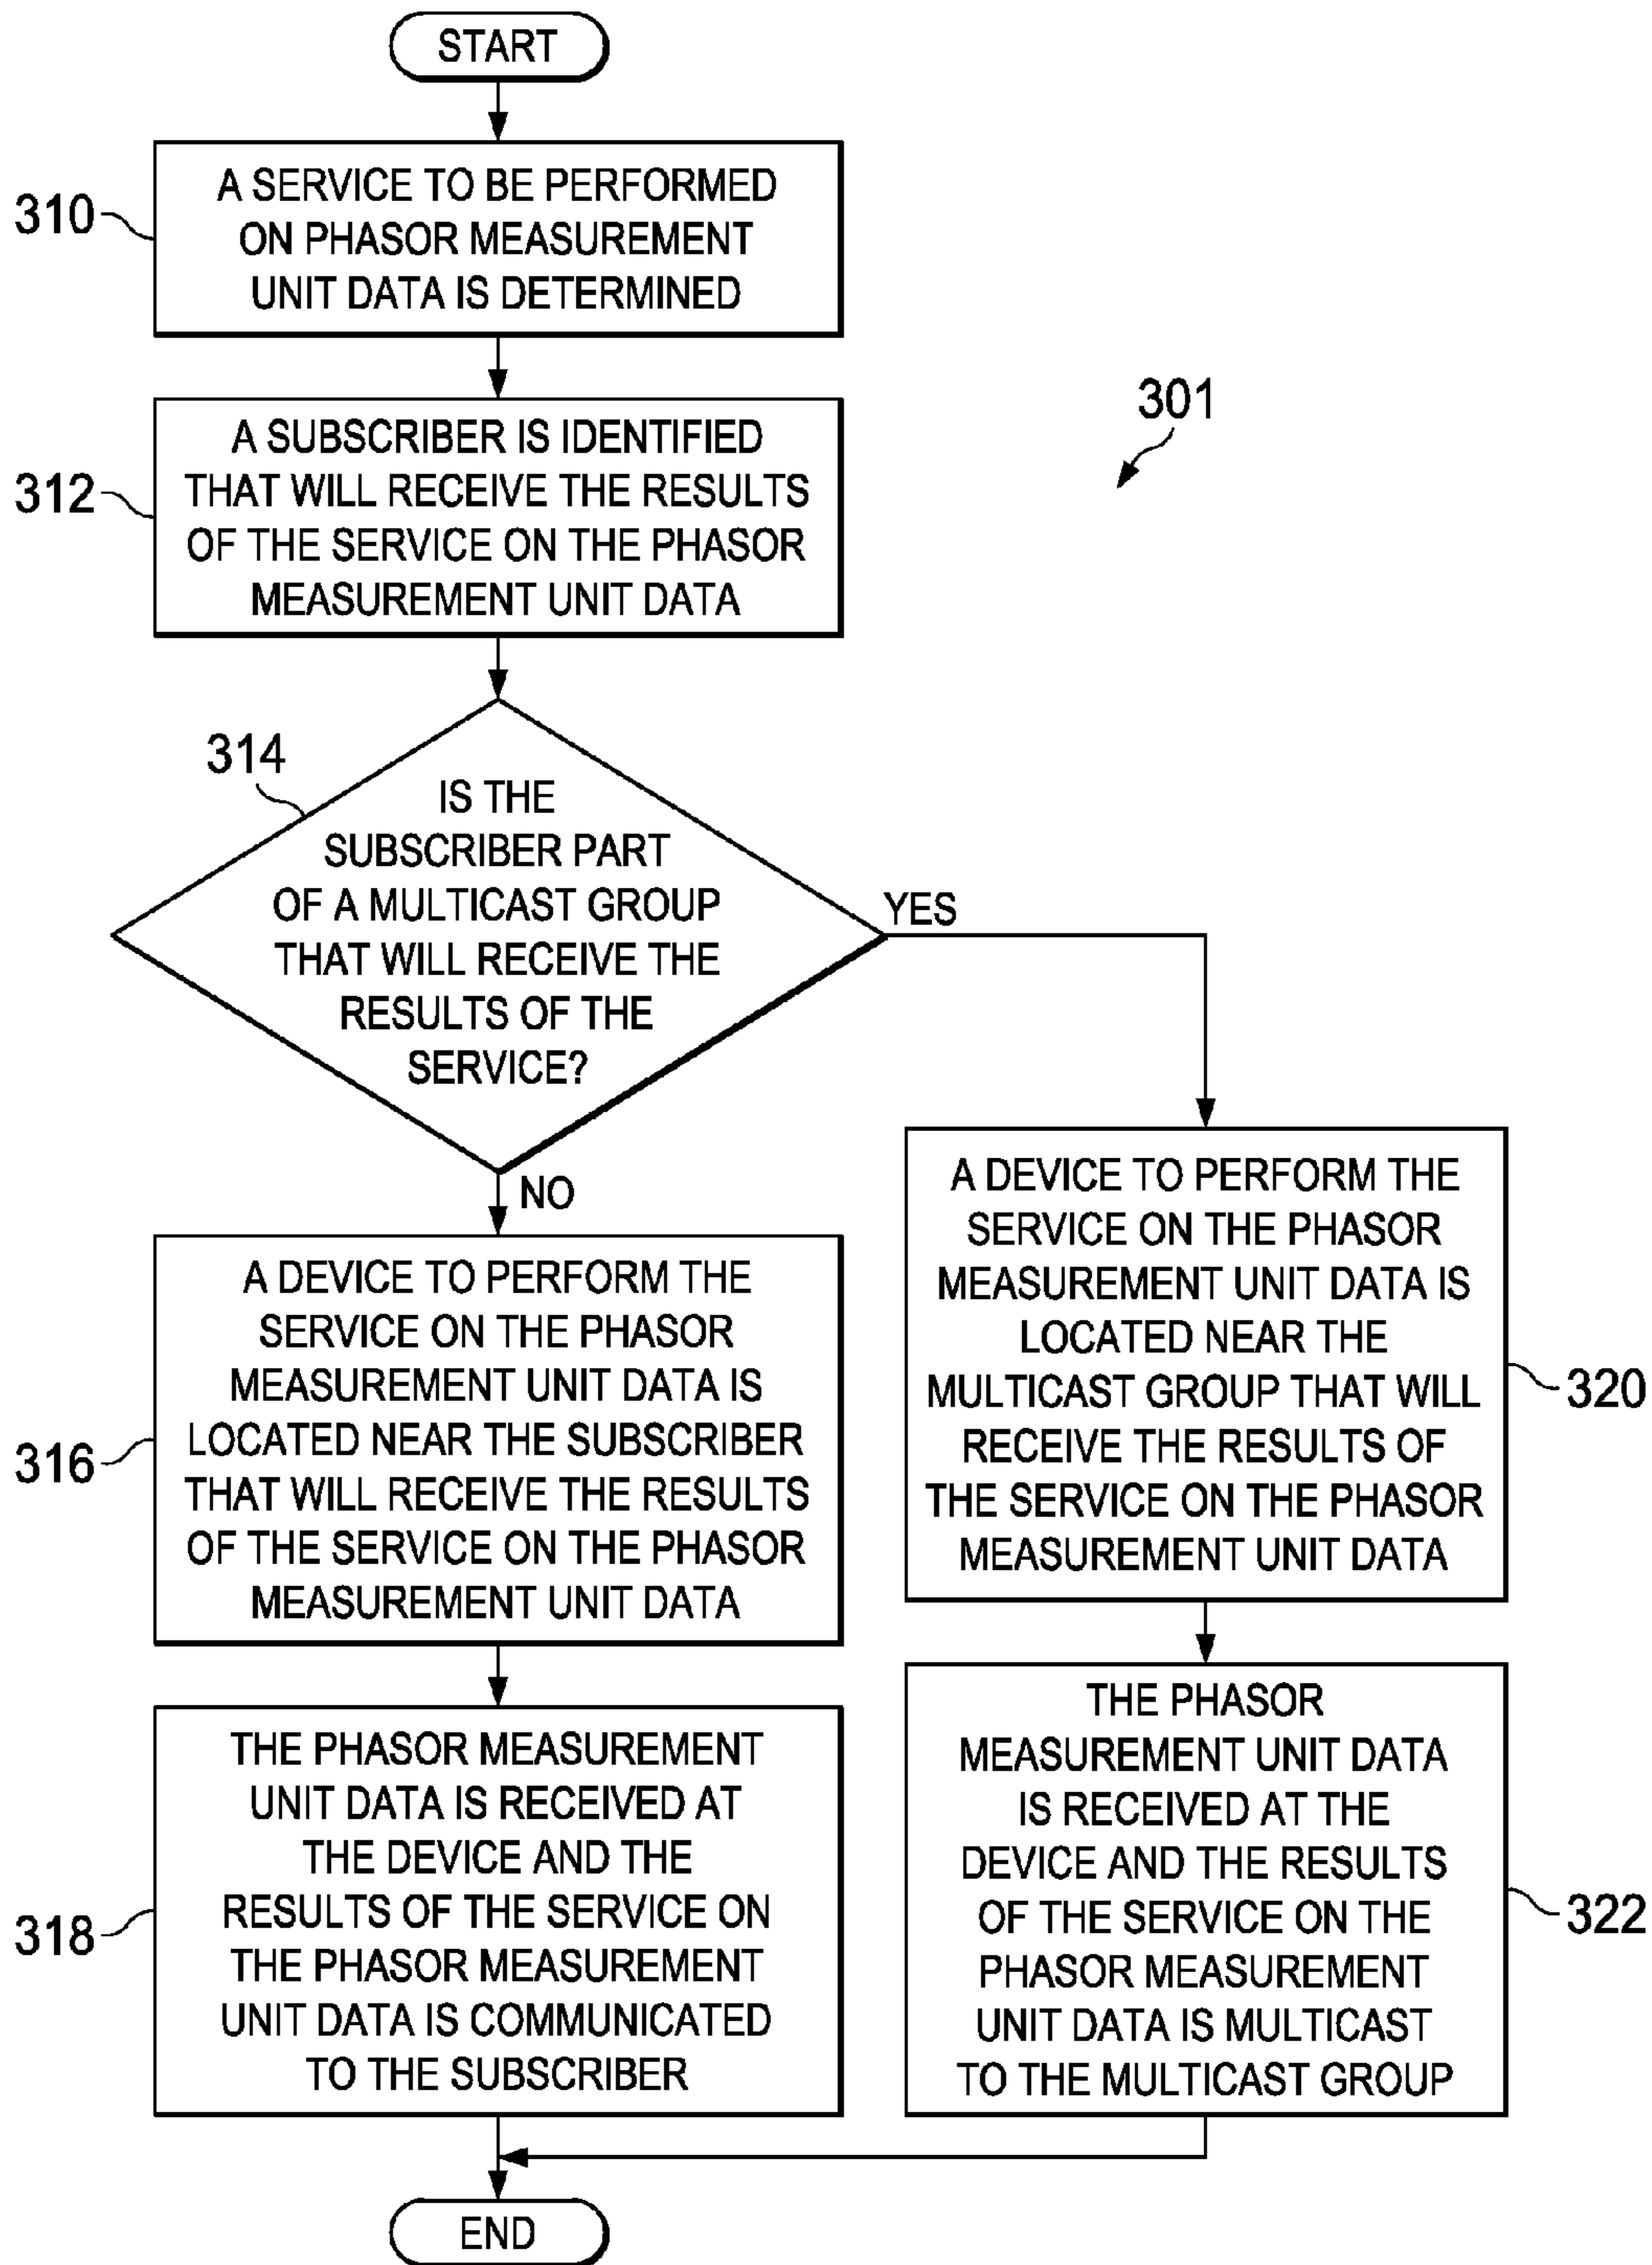 START
310
A SERVICE TO BE PERFORMED
ON PHASOR MEASUREMENT
UNIT DATA IS DETERMINED
301
312
A SUBSCRIBER IS IDENTIFIED
THAT WILL RECEIVE THE RESULTS
OF THE SERVICE ON THE PHASOR
MEASUREMENT UNIT DATA
314
IS THE
SUBSCRIBER PART
OF A MULTICAST GROUP
THAT WILL RECEIVE THE
RESULTS OF THE
SERVICE?
YES
NO
316
A DEVICE TO PERFORM THE
SERVICE ON THE PHASOR
MEASUREMENT UNIT DATA IS
LOCATED NEAR THE SUBSCRIBER
THAT WILL RECEIVE THE RESULTS
OF THE SERVICE ON THE PHASOR
MEASUREMENT UNIT DATA
318
THE PHASOR MEASUREMENT
UNIT DATA IS RECEIVED AT
THE DEVICE AND THE
RESULTS OF THE SERVICE ON
THE PHASOR MEASUREMENT
UNIT DATA IS COMMUNICATED
TO THE SUBSCRIBER
A DEVICE TO PERFORM THE
SERVICE ON THE PHASOR
MEASUREMENT UNIT DATA IS
LOCATED NEAR THE
MULTICAST GROUP THAT WILL
RECEIVE THE RESULTS OF
THE SERVICE ON THE PHASOR
MEASUREMENT UNIT DATA
320
THE PHASOR
MEASUREMENT UNIT DATA
IS RECEIVED AT THE
DEVICE AND THE RESULTS
OF THE SERVICE ON THE
PHASOR MEASUREMENT
UNIT DATA IS MULTICAST
TO THE MULTICAST GROUP
322
END